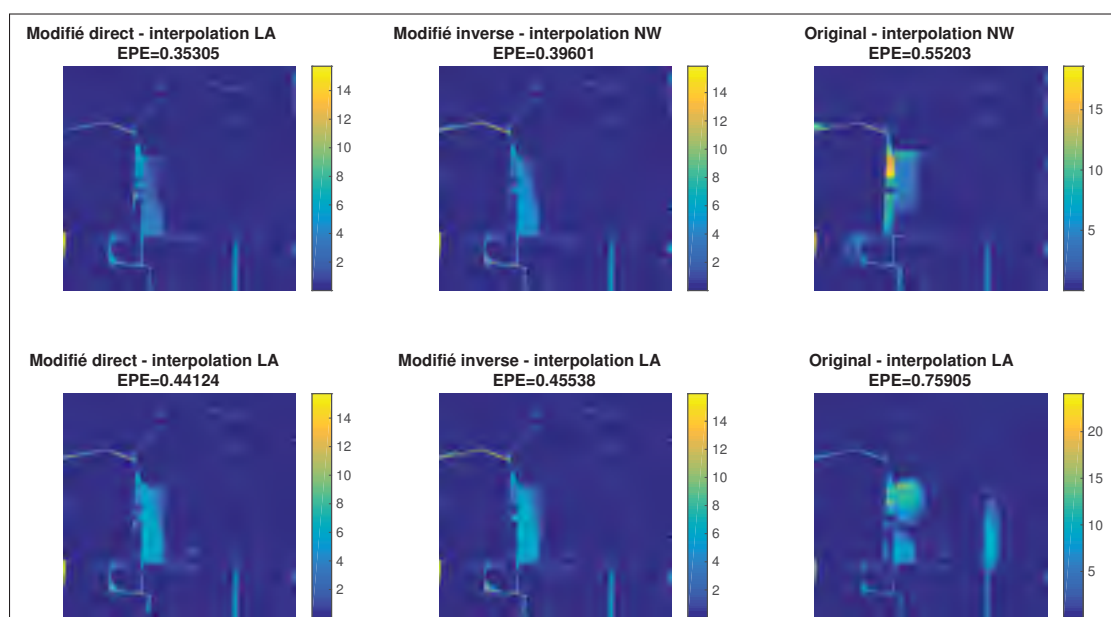 Modifié direct - interpolation LA
EPE=0.35305
Modifié inverse - interpolation NW
EPE=0.39601
Original - interpolation NW
EPE=0.55203
14
12
10
8
6
4
2
14
12
10
8
6
4
2
15
10
5
Modifié direct - interpolation LA
EPE=0.44124
Modifié inverse - interpolation LA
EPE=0.45538
Original - interpolation LA
EPE=0.75905
14
12
10
8
6
4
2
14
12
10
8
6
4
2
20
15
10
5